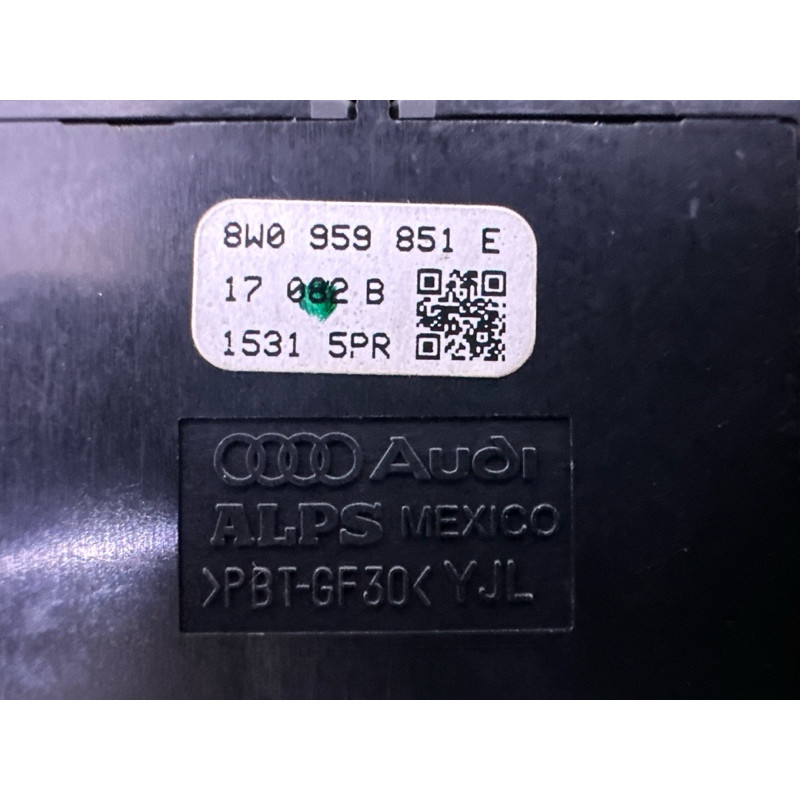 8W0 959 851 E
17 082 B
1531 5PR
Audi
ALPS MEXICO
>PBT-GF30< YJL